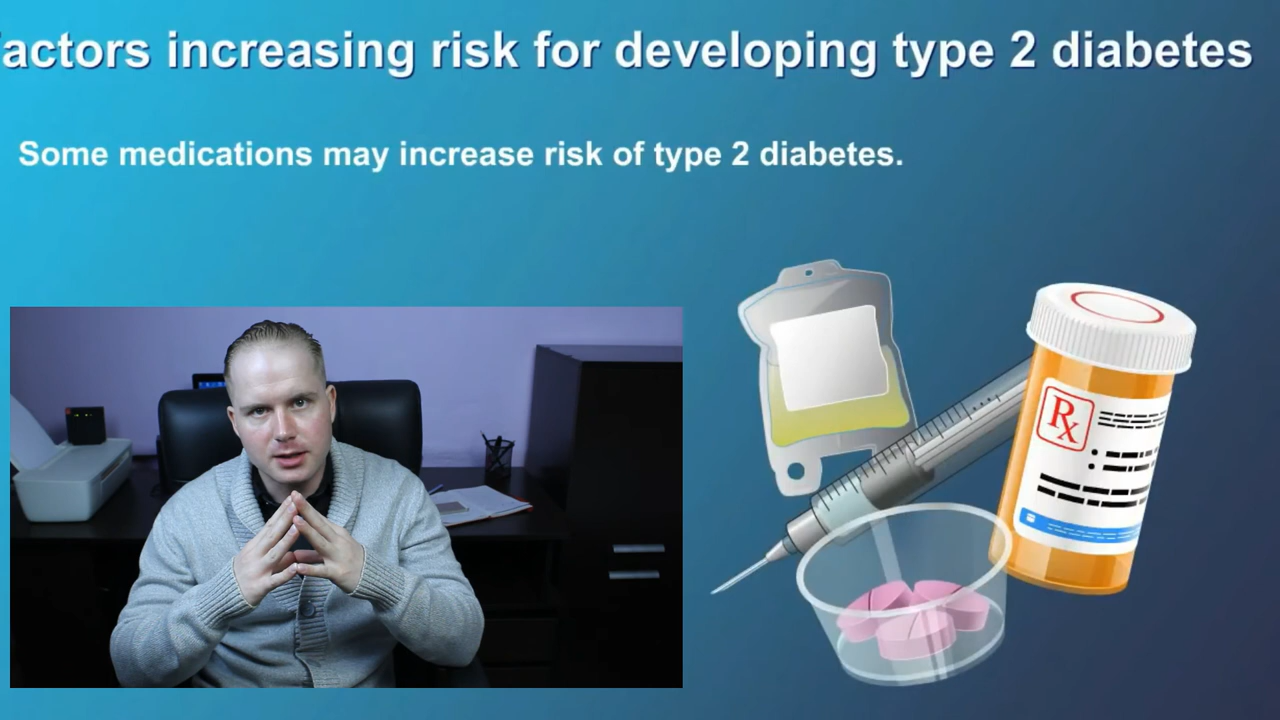 actors increasing risk for developing type 2 diabetes
Some medications may increase risk of type 2 diabetes.
Rx